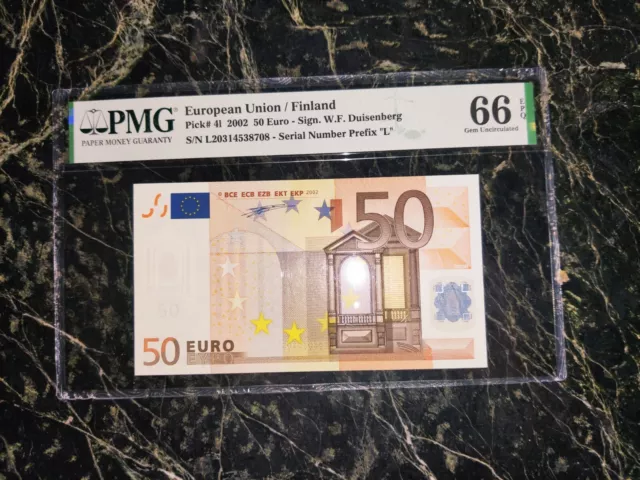 PMG
PAPER MONEY GUARANTY
European Union / Finland
Pick# 4l 2002 50 Euro - Sign. W.F. Duisenberg
S/N L20314538708 - Serial Number Prefix "L"
66 EPQ
Gem Uncirculated
© BCE ECB EZB EKT EKP 2002
50
50
50 EURO